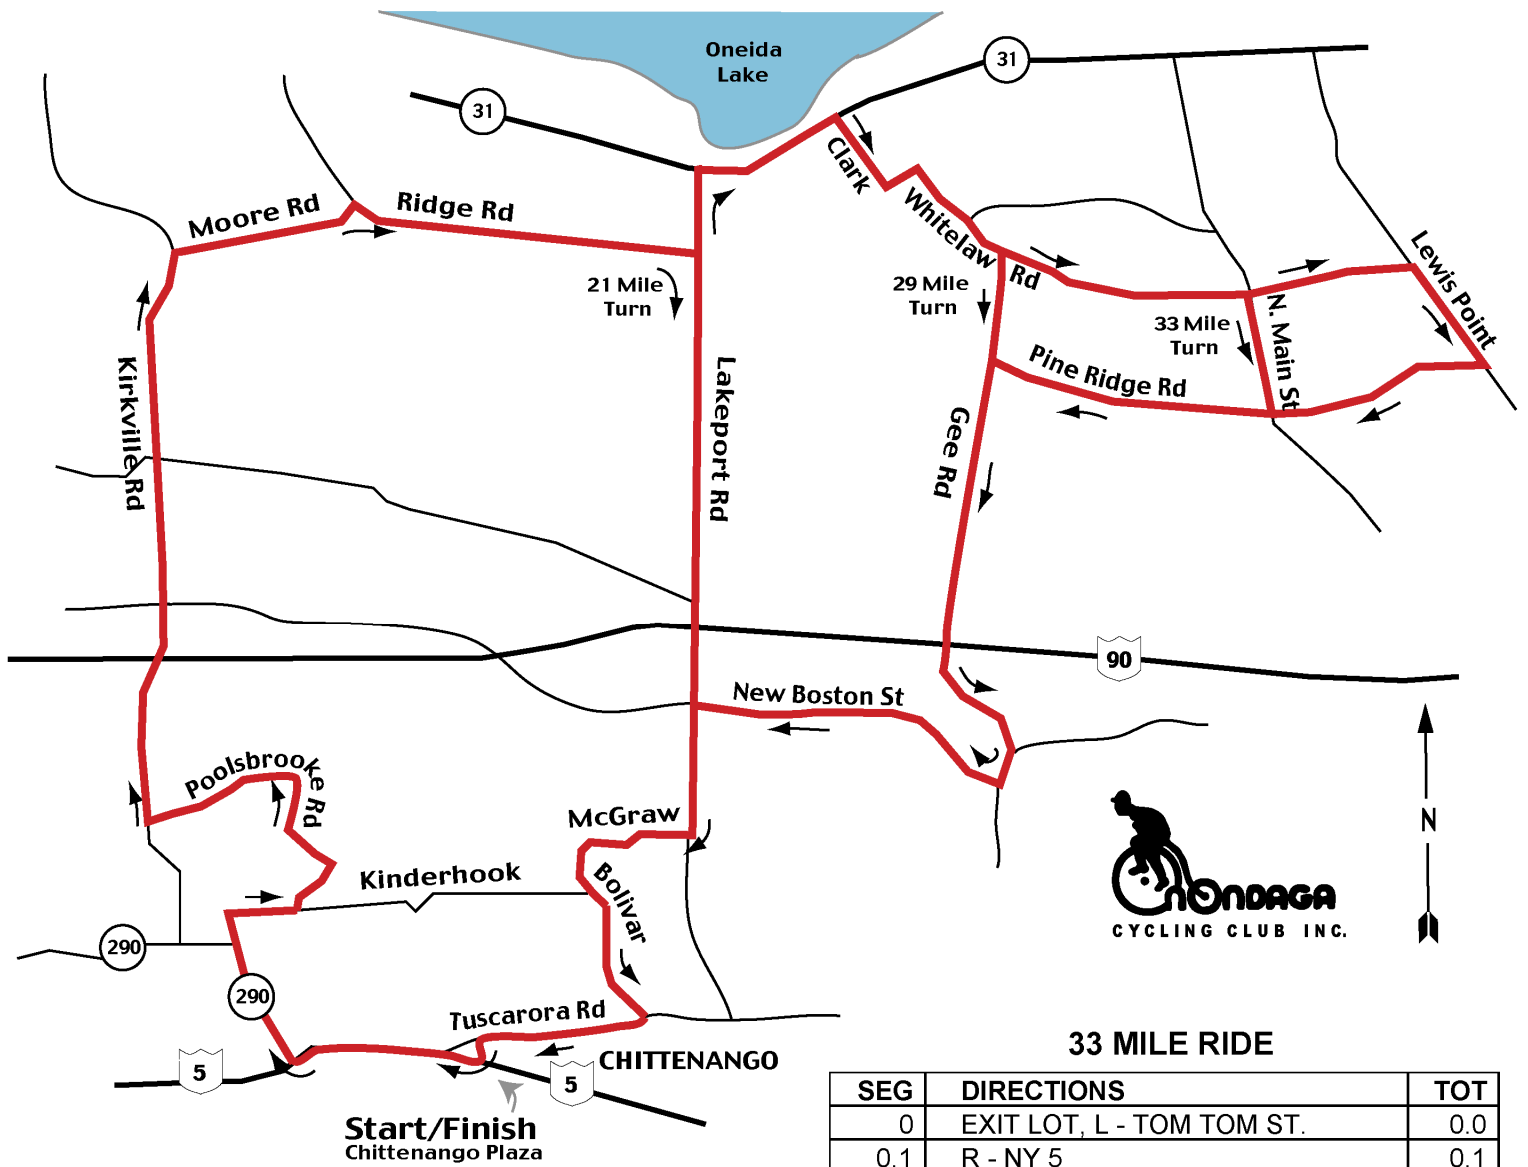 Oneida
Lake
31
31
Clark
Whitelaw
Rd
Moore Rd
Ridge Rd
Lewis Point
21 Mile
Turn
29 Mile
Turn
33 Mile
Turn
N. Main St
Kirkville Rd
Lakeport Rd
Pine Ridge Rd
Gee Rd
90
New Boston St
Poolsbrooke Rd
McGraw
Kinderhook
Bolivar
290
290
Tuscarora Rd
CHITTENANGO
5
5
Start/Finish
Chittenango Plaza
N
ONONDAGA
CYCLING CLUB INC.
33 MILE RIDE
SEG DIRECTIONS TOT
0 EXIT LOT, L - TOM TOM ST. 0.0
0.1 R - NY 5 0.1